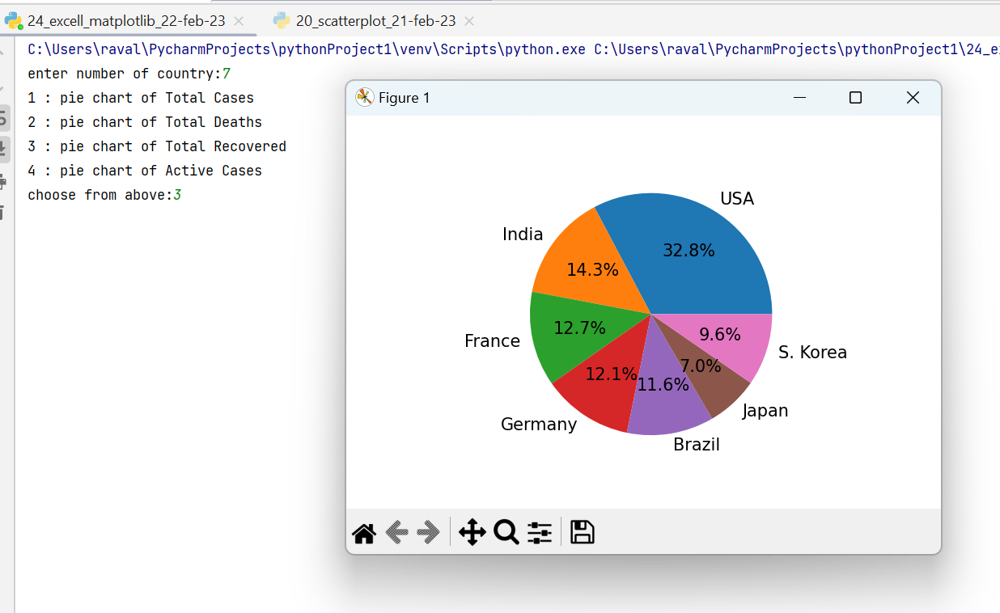 24_excell_matplotlib_22-feb-23 20_scatterplot_21-feb-23
C:\Users\raval\PycharmProjects\pythonProject1\venv\Scripts\python.exe C:\Users\raval\PycharmProjects\pythonProject1\24_e
enter number of country:7
1 : pie chart of Total Cases
2 : pie chart of Total Deaths
3 : pie chart of Total Recovered
4 : pie chart of Active Cases
choose from above:3
Figure 1
USA
32.8%
India
14.3%
France
12.7%
Germany
12.1%
Brazil
11.6%
Japan
7.0%
S. Korea
9.6%